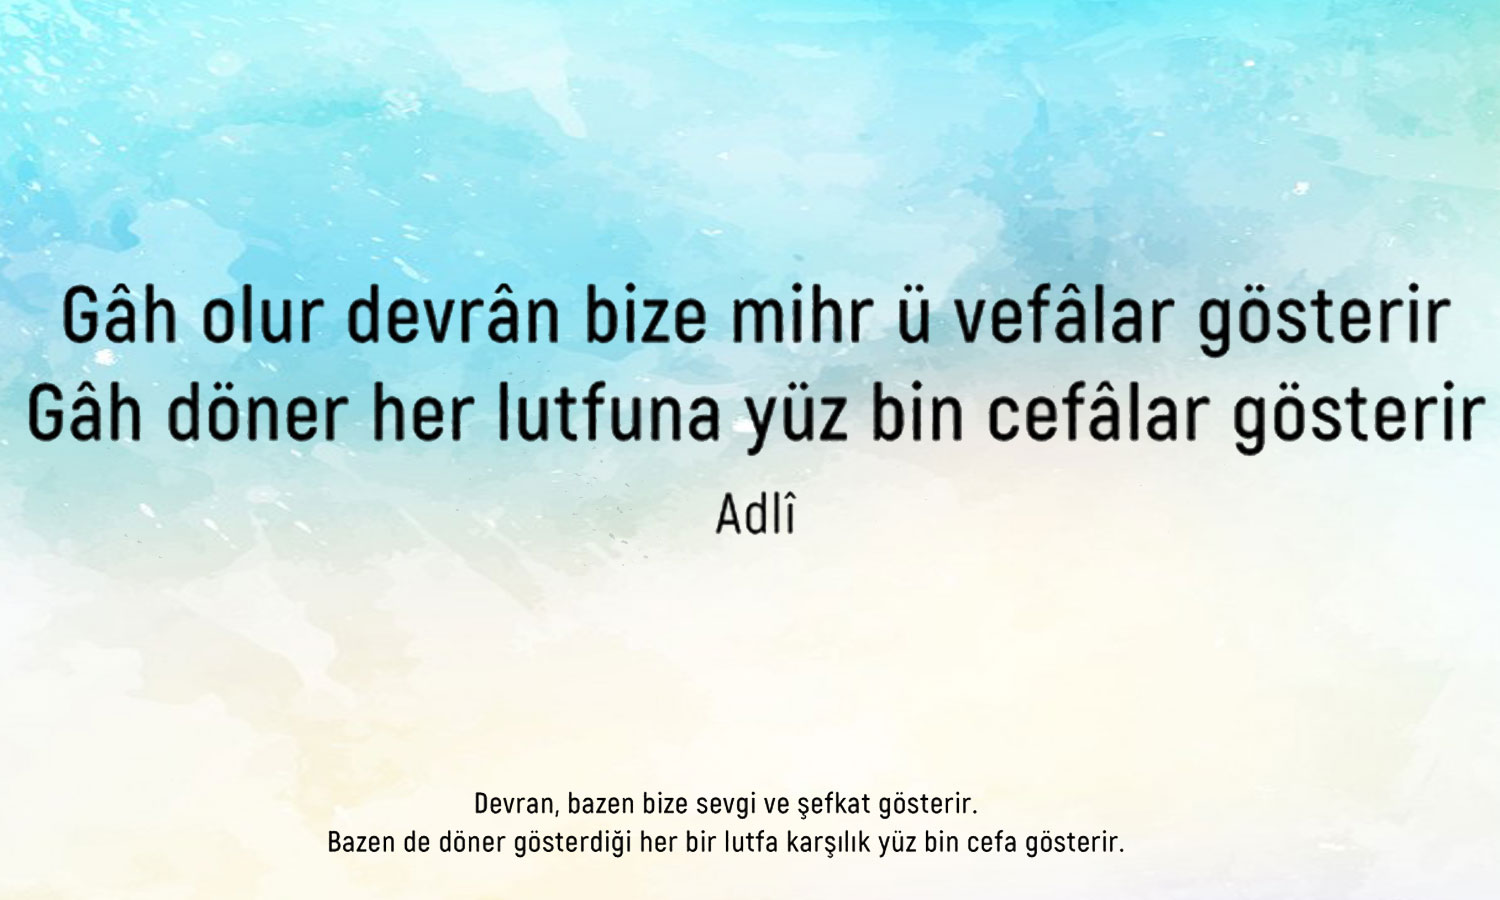 Gâh olur devrân bize mihr ü vefâlar gösterir
Gâh döner her lutfuna yüz bin cefâlar gösterir
Adlî
Devran, bazen bize sevgi ve şefkat gösterir.
Bazen de döner gösterdiği her bir lutfa karşılık yüz bin cefa gösterir.